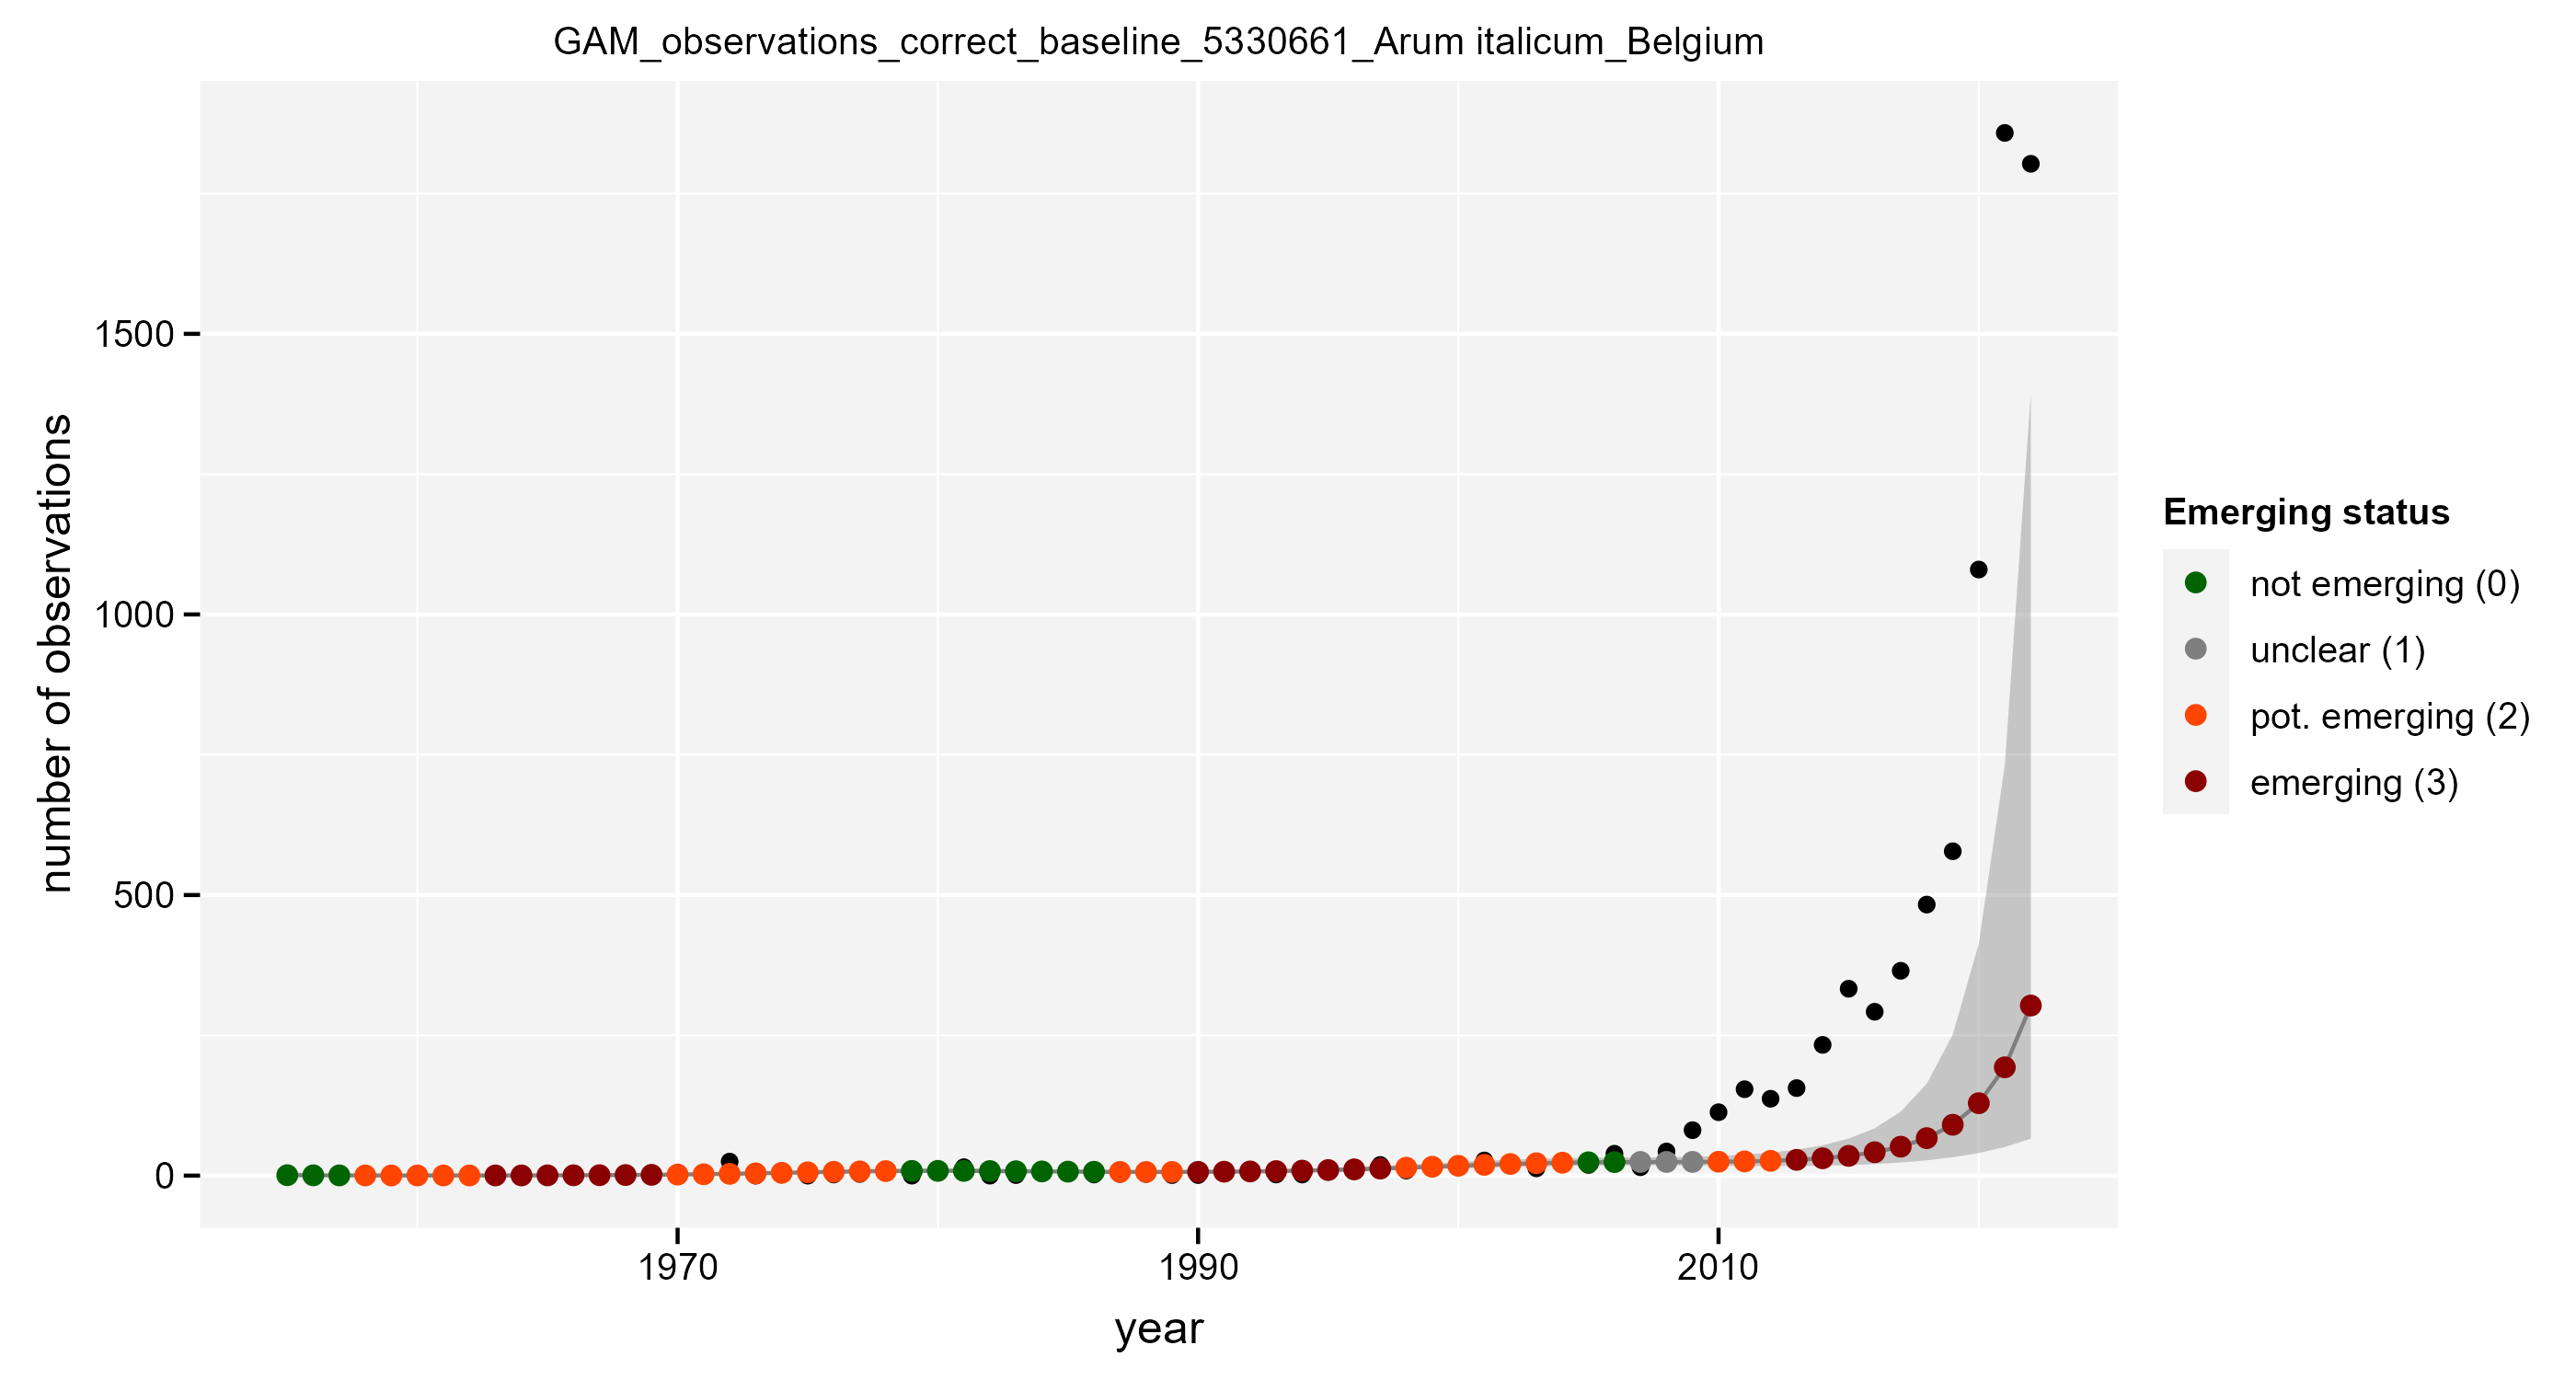 GAM_observations_correct_baseline_5330661_Arum italicum_Belgium
number of observations
1500
1000
500
0
1970
1990
2010
year
Emerging status
not emerging (0)
unclear (1)
pot. emerging (2)
emerging (3)